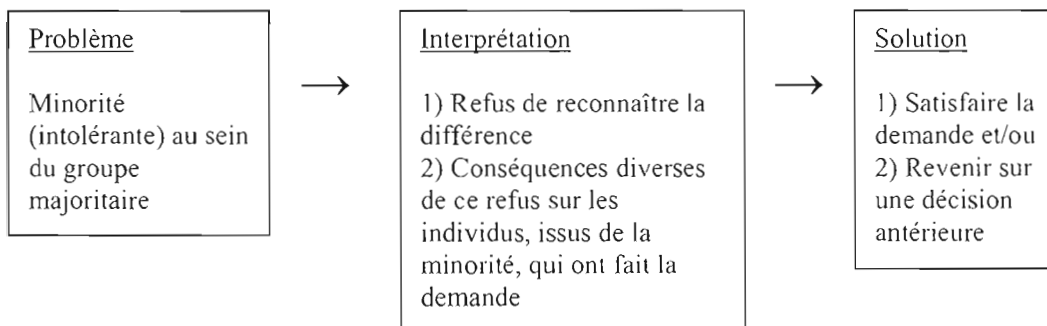 Problème
Minorité
(intolérante) au sein
du groupe
majoritaire
→
Interprétation
1) Refus de reconnaître la
différence
2) Conséquences diverses
de ce refus sur les
individus, issus de la
minorité, qui ont fait la
demande
→
Solution
1) Satisfaire la
demande et/ou
2) Revenir sur
une décision
antérieure